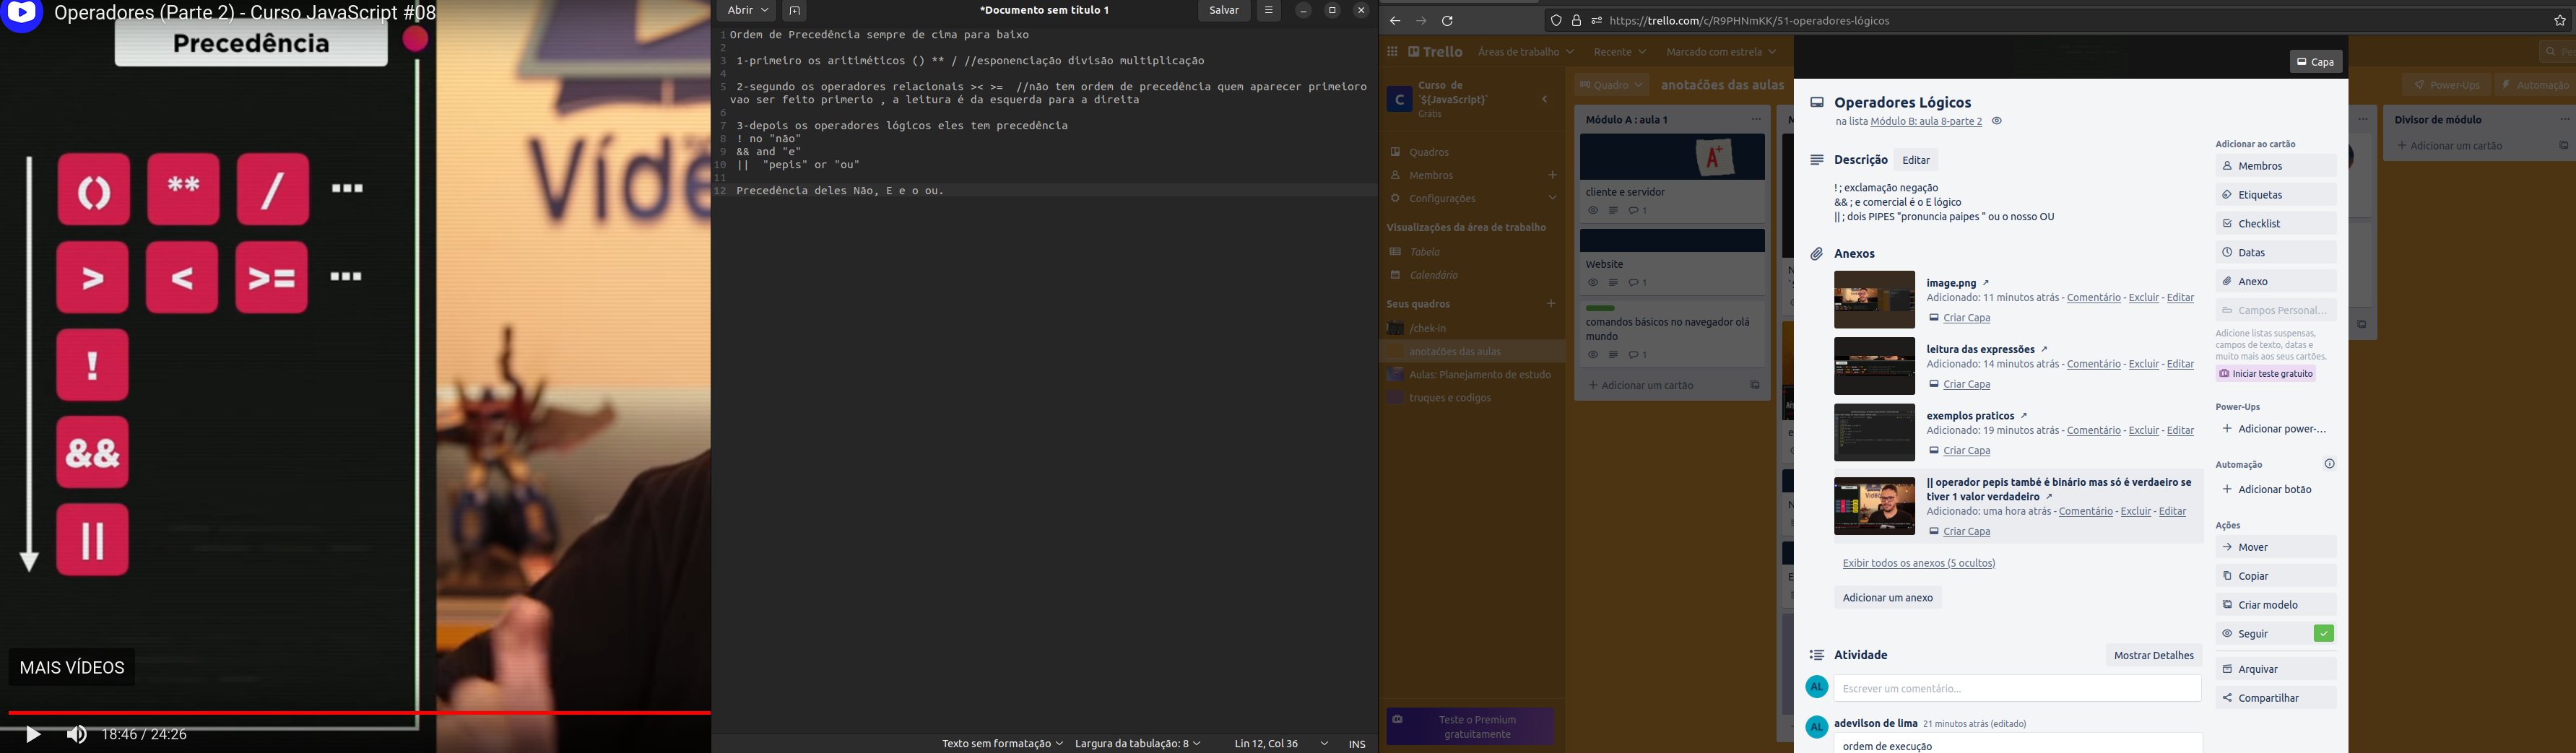 Operadores (Parte 2) - Curso JavaScript #08
Precedência
() ** / ...
> < >= ...
!
&&
||
MAIS VÍDEOS
18:46 / 24:26
Abrir
*Documento sem título 1
Salvar
1 Ordem de Precedência sempre de cima para baixo
2
3 1-primeiro os aritiméticos () ** / //esponenciação divisão multiplicação
4
5 2-segundo os operadores relacionais >< >= //não tem ordem de precedência quem aparecer primeioro
vao ser feito primerio , a leitura é da esquerda para a direita
6
7 3-depois os operadores lógicos eles tem precedência
8 ! no "não"
9 && and "e"
10 || "pepis" or "ou"
11
12 Precedência deles Não, E e o ou.
Texto sem formatação
Largura da tabulação: 8
Lin 12, Col 36
INS
https://trello.com/c/R9PHNmKK/51-operadores-lógicos
Trello
Áreas de trabalho
Recente
Marcado com estrela
C
Curso de
`${JavaScript}`
Grátis
Quadros
Membros
Configurações
Visualizações da área de trabalho
Tabela
Calendário
Seus quadros
/chek-in
anotações das aulas
Aulas: Planejamento de estudo
truques e codigos
Teste o Premium
gratuitamente
Quadro
anotações das aulas
Power-Ups
Automação
Módulo A : aula 1
A+
cliente e servidor
1
Website
1
comandos básicos no navegador olá
mundo
1
+ Adicionar um cartão
Divisor de módulo
+ Adicionar um cartão
Capa
Operadores Lógicos
na lista Módulo B: aula 8-parte 2
Descrição
Editar
! ; exclamação negação
&& ; e comercial é o E lógico
|| ; dois PIPES "pronuncia paipes " ou o nosso OU
Anexos
image.png ↗
Adicionado: 11 minutos atrás - Comentário - Excluir - Editar
Criar Capa
leitura das expressões ↗
Adicionado: 14 minutos atrás - Comentário - Excluir - Editar
Criar Capa
exemplos praticos ↗
Adicionado: 19 minutos atrás - Comentário - Excluir - Editar
Criar Capa
|| operador pepis també é binário mas só é verdaeiro se
tiver 1 valor verdadeiro ↗
Adicionado: uma hora atrás - Comentário - Excluir - Editar
Criar Capa
Exibir todos os anexos (5 ocultos)
Adicionar um anexo
Atividade
Mostrar Detalhes
AL
Escrever um comentário...
AL
adevilson de lima 21 minutos atrás (editado)
ordem de execução
Adicionar ao cartão
Membros
Etiquetas
Checklist
Datas
Anexo
Campos Personal...
Adicione listas suspensas,
campos de texto, datas e
muito mais aos seus cartões.
Iniciar teste gratuito
Power-Ups
+ Adicionar power-...
Automação
+ Adicionar botão
Ações
Mover
Copiar
Criar modelo
Seguir
Arquivar
Compartilhar